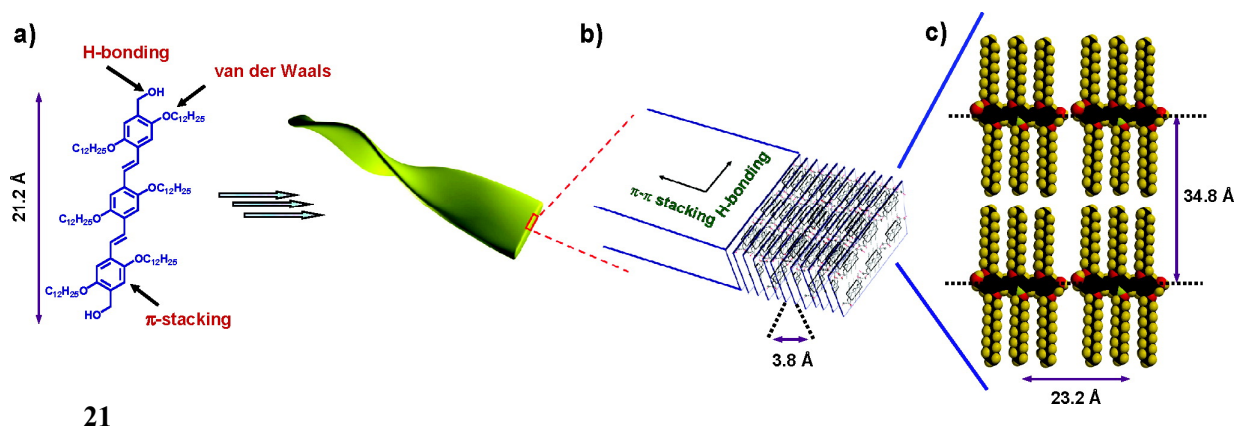 a)
H-bonding
van der Waals
OH
OC12H25
C12H25O
OC12H25
C12H25O
OC12H25
C12H25O
HO
π-stacking
21.2 Å
21
b)
π-π stacking
H-bonding
3.8 Å
c)
34.8 Å
23.2 Å